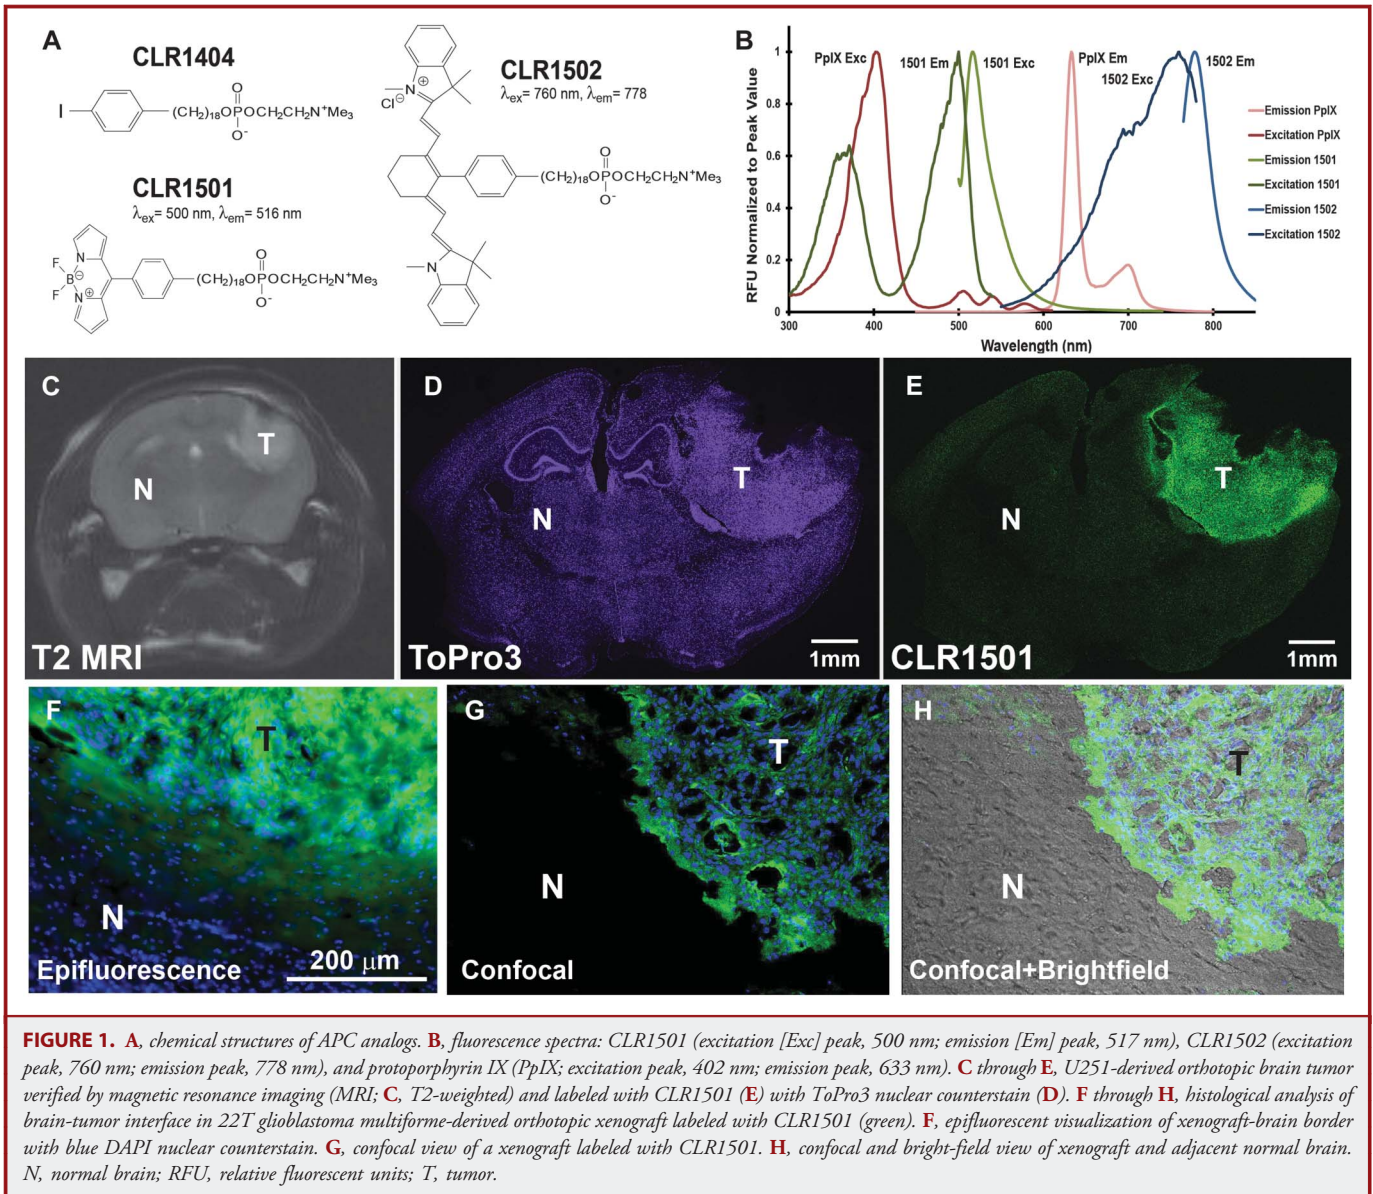 A
CLR1404
I
(CH₂)₁₈OPOCH₂CH₂N⁺Me₃
O
O⁻
CLR1501
λex= 500 nm, λem= 516 nm
F
F
B⊖
N
N⊕
(CH₂)₁₈OPOCH₂CH₂N⁺Me₃
O
O⁻
CLR1502
λex= 760 nm, λem= 778
N⊕
Cl⊖
(CH₂)₁₈OPOCH₂CH₂N⁺Me₃
O
O⁻
N
B
RFU Normalized to Peak Value
1
0.8
0.6
0.4
0.2
0
300 400 500 600 700 800
Wavelength (nm)
PpIX Exc
1501 Em
1501 Exc
PpIX Em
1502 Exc
1502 Em
Emission PpIX
Excitation PpIX
Emission 1501
Excitation 1501
Emission 1502
Excitation 1502
C
T
N
T2 MRI
D
T
N
ToPro3
1mm
E
T
N
CLR1501
1mm
F
T
N
Epifluorescence
200 µm
G
T
N
Confocal
H
T
N
Confocal+Brightfield
FIGURE 1. A, chemical structures of APC analogs. B, fluorescence spectra: CLR1501 (excitation [Exc] peak, 500 nm; emission [Em] peak, 517 nm), CLR1502 (excitation
peak, 760 nm; emission peak, 778 nm), and protoporphyrin IX (PpIX; excitation peak, 402 nm; emission peak, 633 nm). C through E, U251-derived orthotopic brain tumor
verified by magnetic resonance imaging (MRI; C, T2-weighted) and labeled with CLR1501 (E) with ToPro3 nuclear counterstain (D). F through H, histological analysis of
brain-tumor interface in 22T glioblastoma multiforme-derived orthotopic xenograft labeled with CLR1501 (green). F, epifluorescent visualization of xenograft-brain border
with blue DAPI nuclear counterstain. G, confocal view of a xenograft labeled with CLR1501. H, confocal and bright-field view of xenograft and adjacent normal brain.
N, normal brain; RFU, relative fluorescent units; T, tumor.